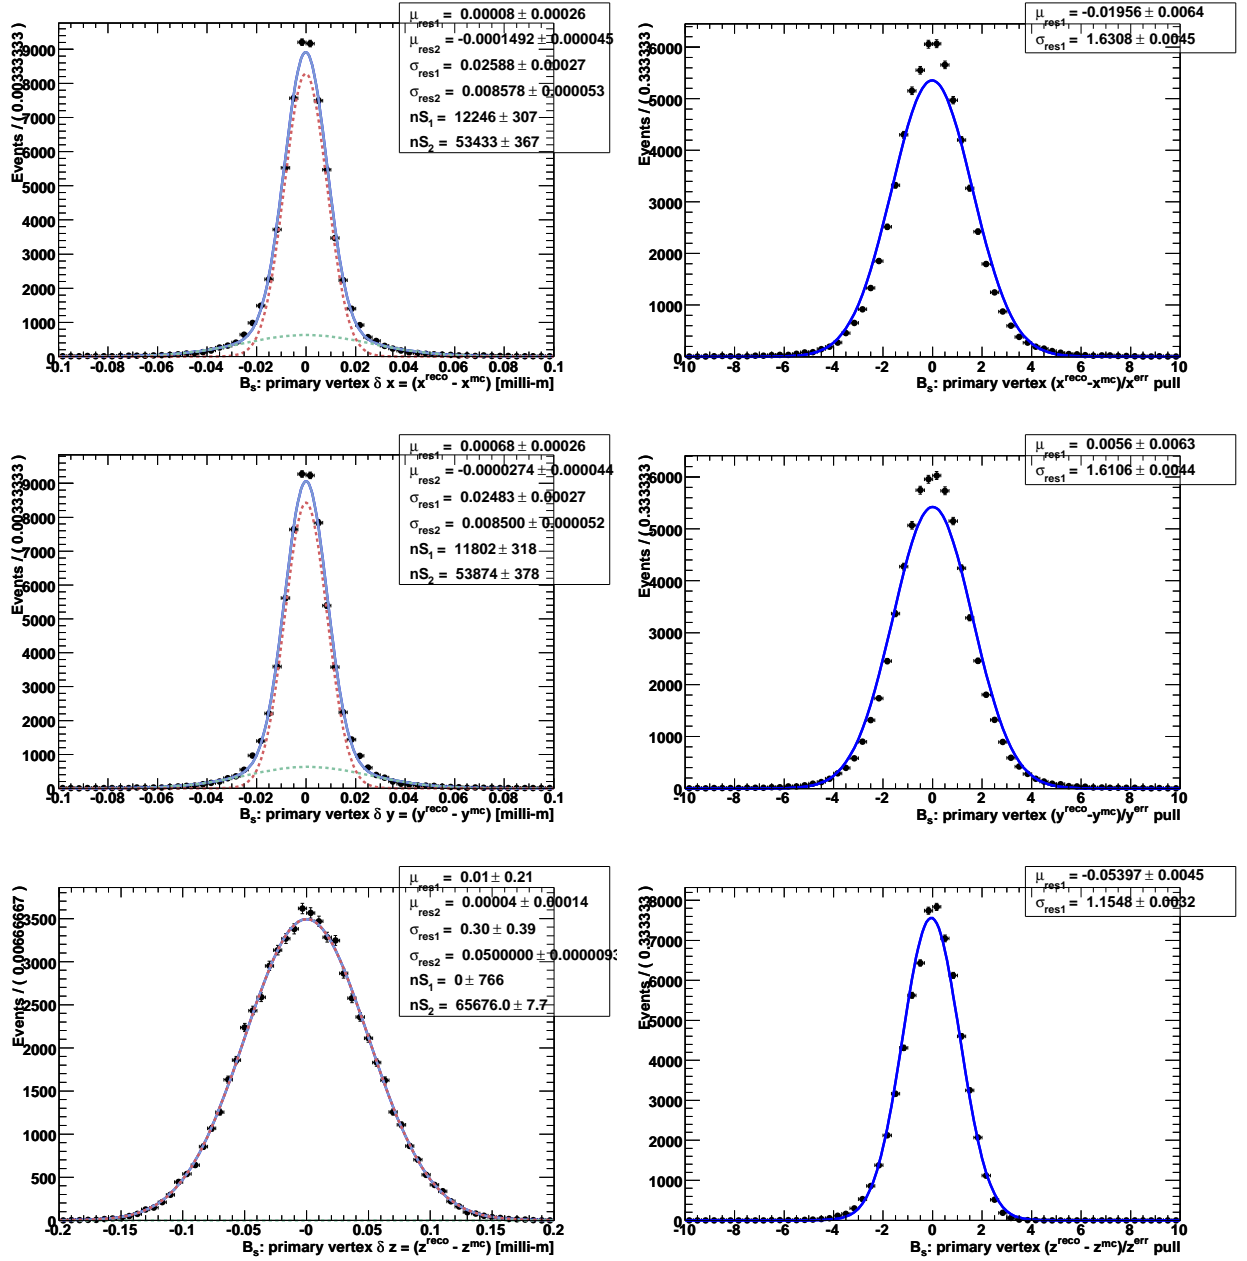 μres1 = 0.00008 ± 0.00026
μres2 = -0.0001492 ± 0.000045
σres1 = 0.02588 ± 0.00027
σres2 = 0.008578 ± 0.000053
nS1 = 12246 ± 307
nS2 = 53433 ± 367
Events / ( 0.00333333 )
9000
8000
7000
6000
5000
4000
3000
2000
1000
0
-0.1 -0.08 -0.06 -0.04 -0.02 0 0.02 0.04 0.06 0.08 0.1
Bs: primary vertex δ x = (xreco - xmc) [milli-m]
μres1 = -0.01956 ± 0.0064
σres1 = 1.6308 ± 0.0045
Events / ( 0.333333 )
6000
5000
4000
3000
2000
1000
0
-10 -8 -6 -4 -2 0 2 4 6 8 10
Bs: primary vertex (xreco-xmc)/xerr pull
μres1 = 0.00068 ± 0.00026
μres2 = -0.0000274 ± 0.000044
σres1 = 0.02483 ± 0.00027
σres2 = 0.008500 ± 0.000052
nS1 = 11802 ± 318
nS2 = 53874 ± 378
Events / ( 0.00333333 )
9000
8000
7000
6000
5000
4000
3000
2000
1000
0
-0.1 -0.08 -0.06 -0.04 -0.02 0 0.02 0.04 0.06 0.08 0.1
Bs: primary vertex δ y = (yreco - ymc) [milli-m]
μres1 = 0.0056 ± 0.0063
σres1 = 1.6106 ± 0.0044
Events / ( 0.333333 )
6000
5000
4000
3000
2000
1000
0
-10 -8 -6 -4 -2 0 2 4 6 8 10
Bs: primary vertex (yreco-ymc)/yerr pull
μres1 = 0.01 ± 0.21
μres2 = 0.00004 ± 0.00014
σres1 = 0.30 ± 0.39
σres2 = 0.0500000 ± 0.0000093
nS1 = 0 ± 766
nS2 = 65676.0 ± 7.7
Events / ( 0.00666667 )
3500
3000
2500
2000
1500
1000
500
0
-0.2 -0.15 -0.1 -0.05 -0 0.05 0.1 0.15 0.2
Bs: primary vertex δ z = (zreco - zmc) [milli-m]
μres1 = -0.05397 ± 0.0045
σres1 = 1.1548 ± 0.0032
Events / ( 0.333333 )
8000
7000
6000
5000
4000
3000
2000
1000
0
-10 -8 -6 -4 -2 0 2 4 6 8 10
Bs: primary vertex (zreco - zmc)/zerr pull